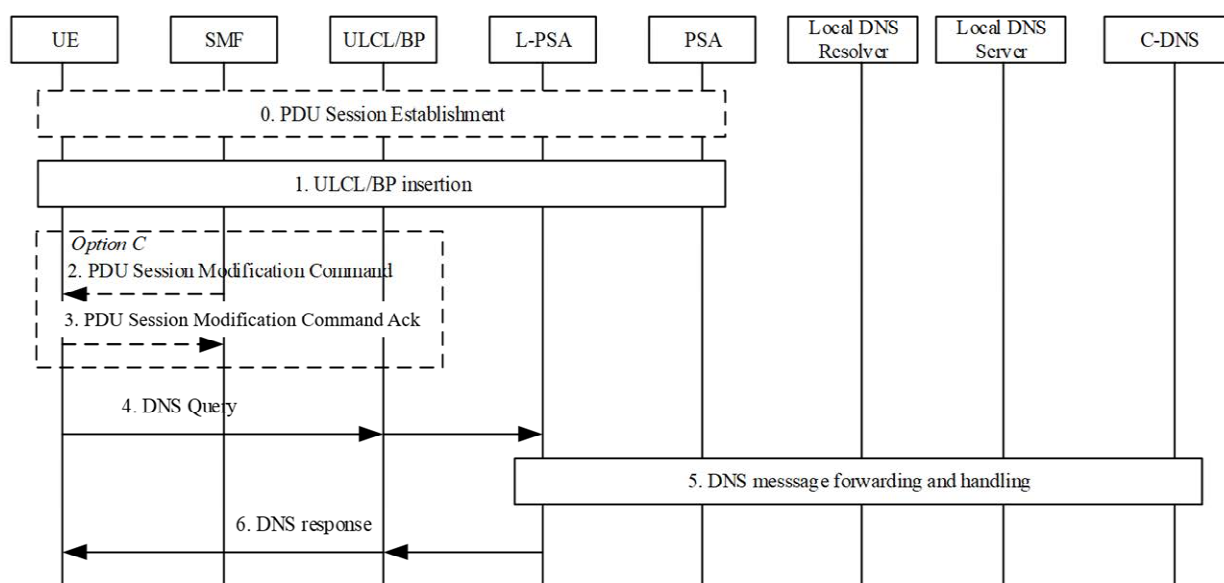 UE
SMF
ULCL/BP
L-PSA
PSA
Local DNS
Resolver
Local DNS
Server
C-DNS
0. PDU Session Establishment
1. ULCL/BP insertion
Option C
2. PDU Session Modification Command
3. PDU Session Modification Command Ack
4. DNS Query
5. DNS messsage forwarding and handling
6. DNS response